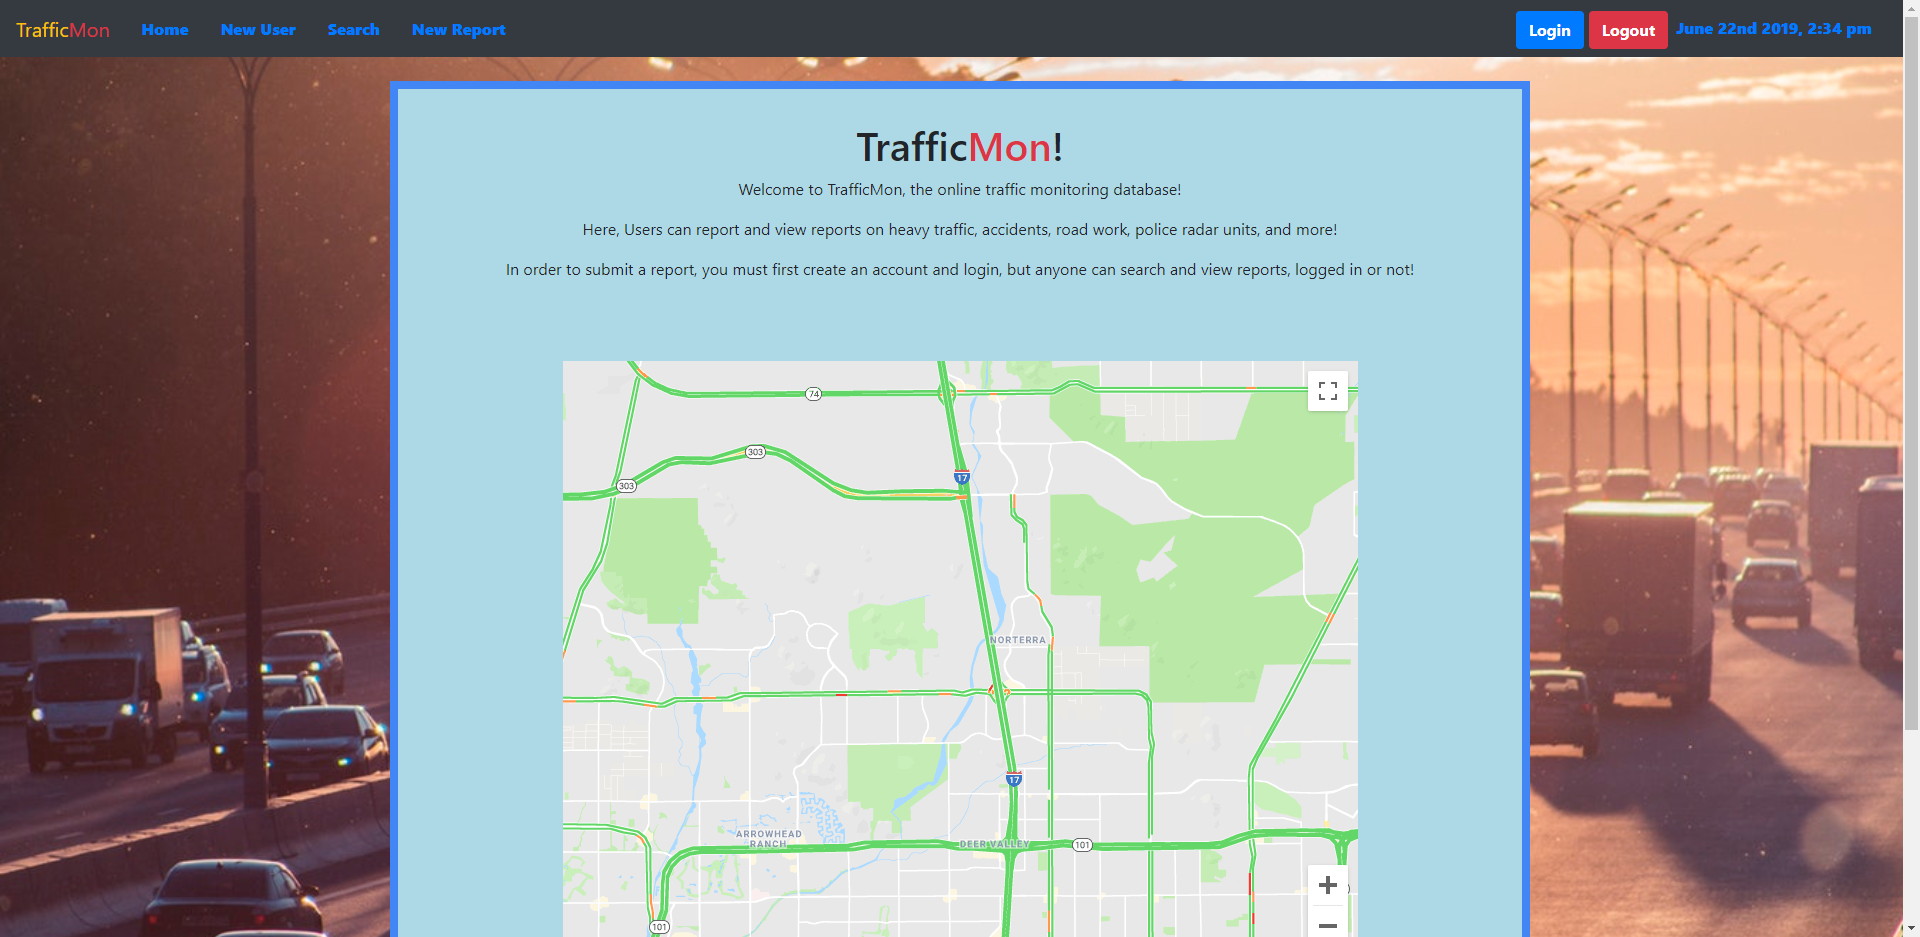 TrafficMon Home New User Search New Report Login Logout June 22nd 2019, 2:34 pm
TrafficMon!
Welcome to TrafficMon, the online traffic monitoring database!
Here, Users can report and view reports on heavy traffic, accidents, road work, police radar units, and more!
In order to submit a report, you must first create an account and login, but anyone can search and view reports, logged in or not!
74
303
17
303
NORTERRA
17
ARROWHEAD
RANCH
DEER VALLEY
101
101